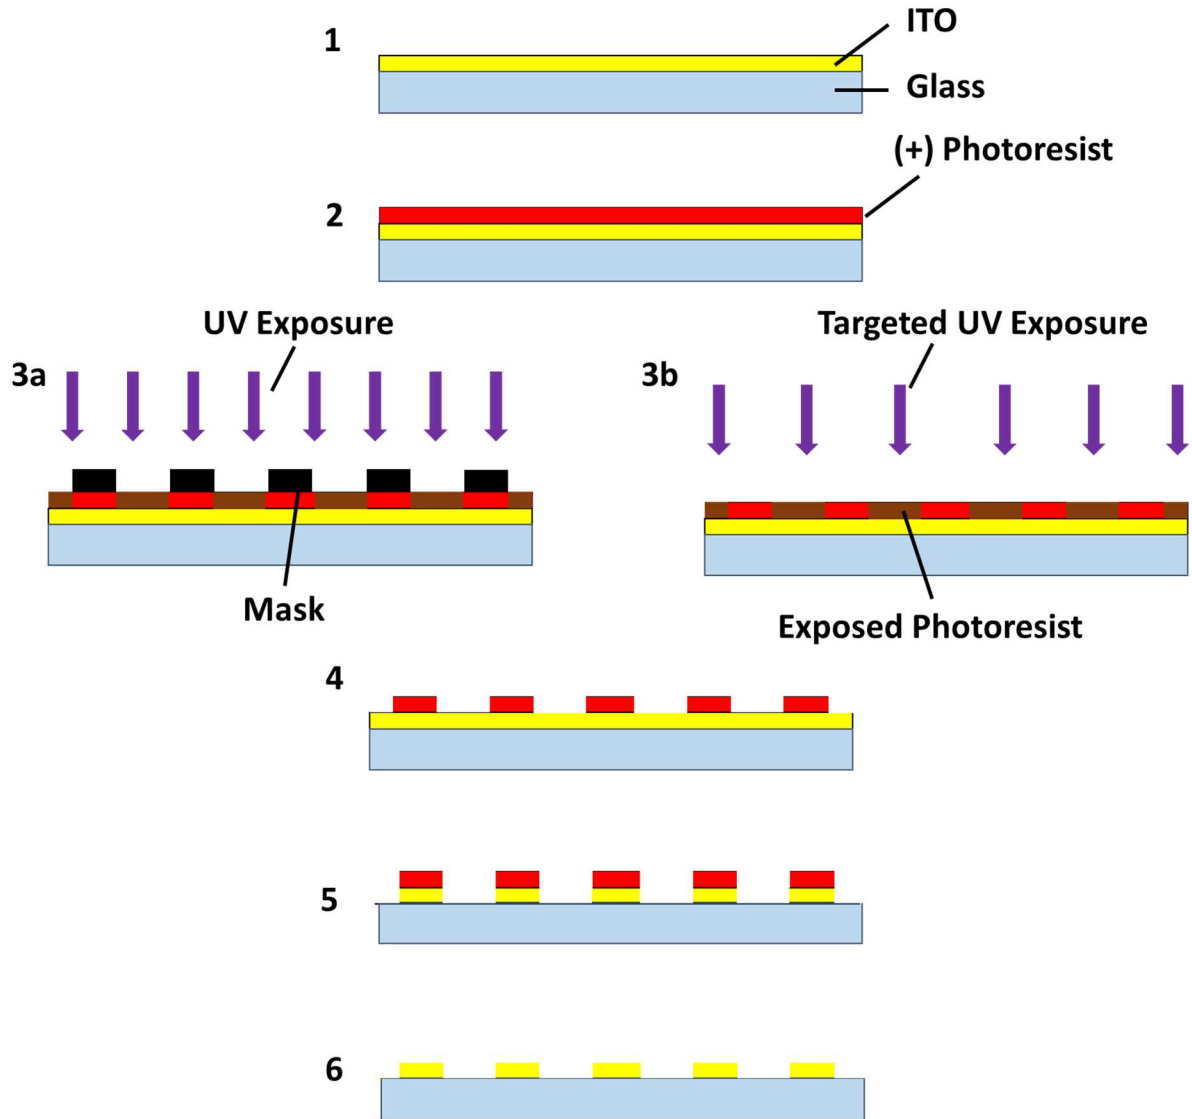 1
ITO
Glass
(+) Photoresist
2
UV Exposure
Targeted UV Exposure
3a
3b
Mask
Exposed Photoresist
4
5
6